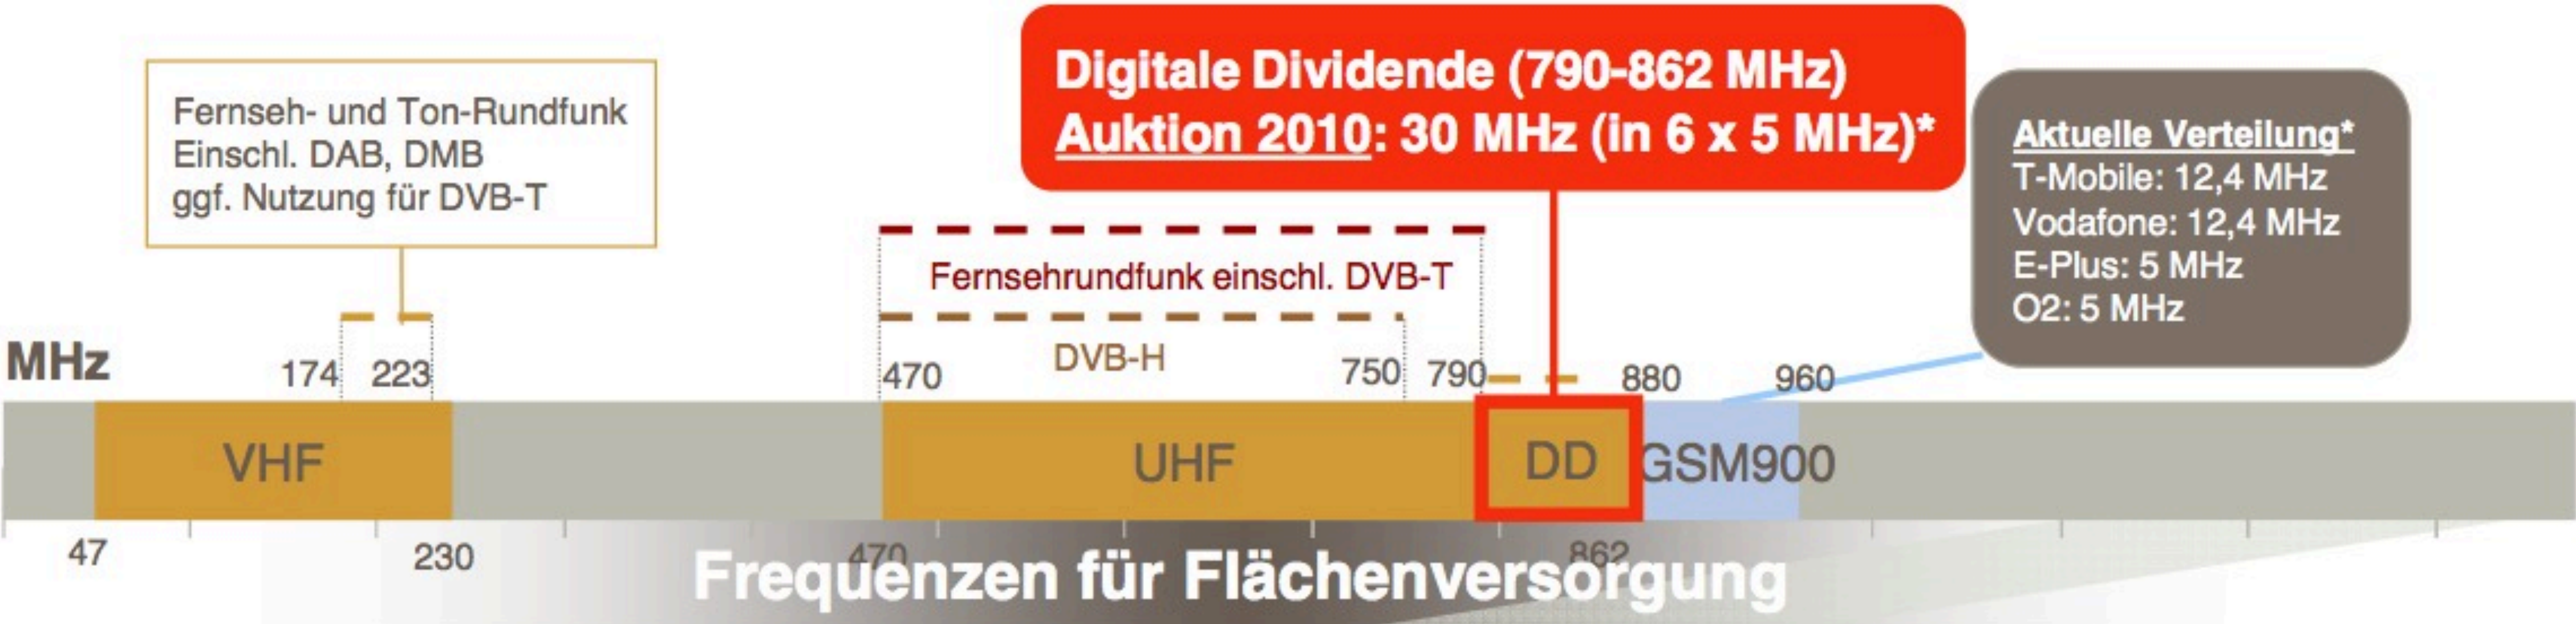 Digitale Dividende (790-862 MHz)
Auktion 2010: 30 MHz (in 6 x 5 MHz)*
Fernseh- und Ton-Rundfunk
Einschl. DAB, DMB
ggf. Nutzung für DVB-T
Aktuelle Verteilung*
T-Mobile: 12,4 MHz
Vodafone: 12,4 MHz
E-Plus: 5 MHz
O2: 5 MHz
Fernsehrundfunk einschl. DVB-T
DVB-H
MHz
174 223 470 750 790 880 960
VHF UHF DD GSM900
47 230 470 862
Frequenzen für Flächenversorgung